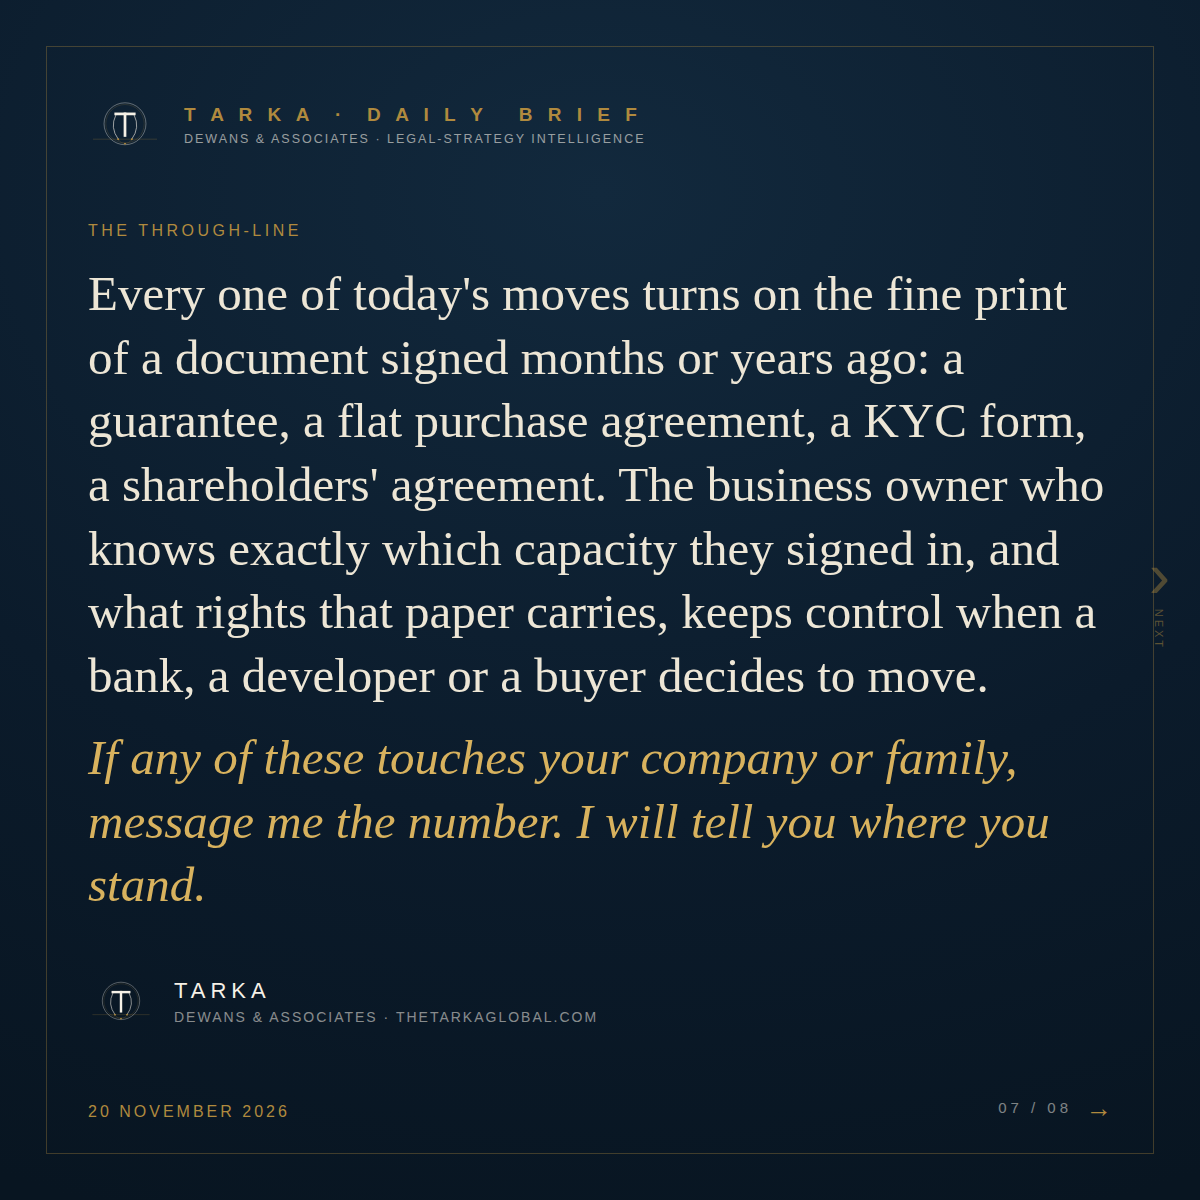 T
TARKA · DAILY BRIEF
DEWANS & ASSOCIATES · LEGAL-STRATEGY INTELLIGENCE
THE THROUGH-LINE
Every one of today's moves turns on the fine print
of a document signed months or years ago: a
guarantee, a flat purchase agreement, a KYC form,
a shareholders' agreement. The business owner who
knows exactly which capacity they signed in, and
what rights that paper carries, keeps control when a
bank, a developer or a buyer decides to move.
If any of these touches your company or family,
message me the number. I will tell you where you
stand.
› NEXT
T
TARKA
DEWANS & ASSOCIATES · THETARKAGLOBAL.COM
20 NOVEMBER 2026
07 / 08 →